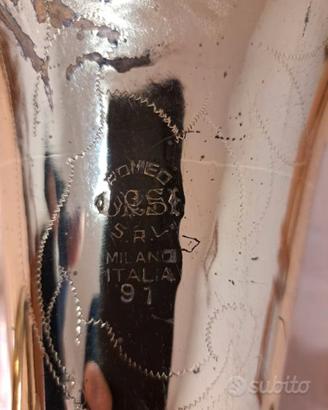 ROMEO
ORSI
S.R.L.
MILANO
ITALIA
91
subito